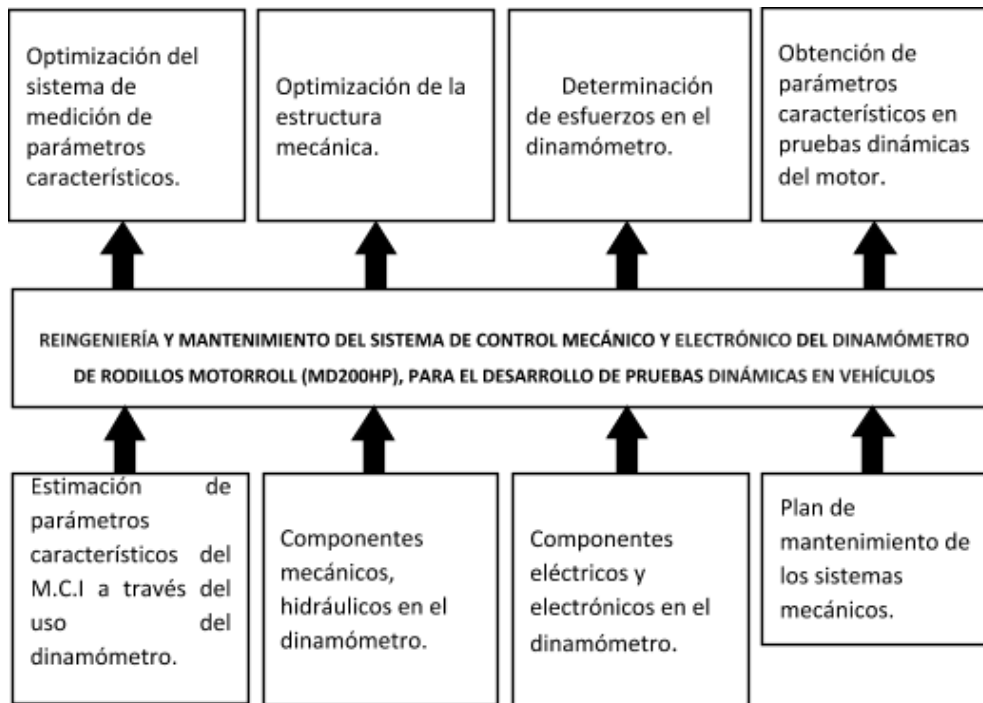 Optimización del
sistema de
medición de
parámetros
característicos.
Optimización de la
estructura
mecánica.
Determinación
de esfuerzos en el
dinamómetro.
Obtención de
parámetros
característicos en
pruebas dinámicas
del motor.
REINGENIERÍA Y MANTENIMIENTO DEL SISTEMA DE CONTROL MECÁNICO Y ELECTRÓNICO DEL DINAMÓMETRO
DE RODILLOS MOTORROLL (MD200HP), PARA EL DESARROLLO DE PRUEBAS DINÁMICAS EN VEHÍCULOS
Estimación de
parámetros
característicos del
M.C.I a través del
uso del
dinamómetro.
Componentes
mecánicos,
hidráulicos en el
dinamómetro.
Componentes
eléctricos y
electrónicos en el
dinamómetro.
Plan de
mantenimiento de
los sistemas
mecánicos.